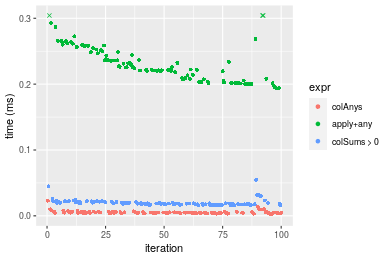 0.3
0.2
0.1
0.0
time (ms)
0
25
50
75
100
iteration
expr
colAnys
apply+any
colSums > 0